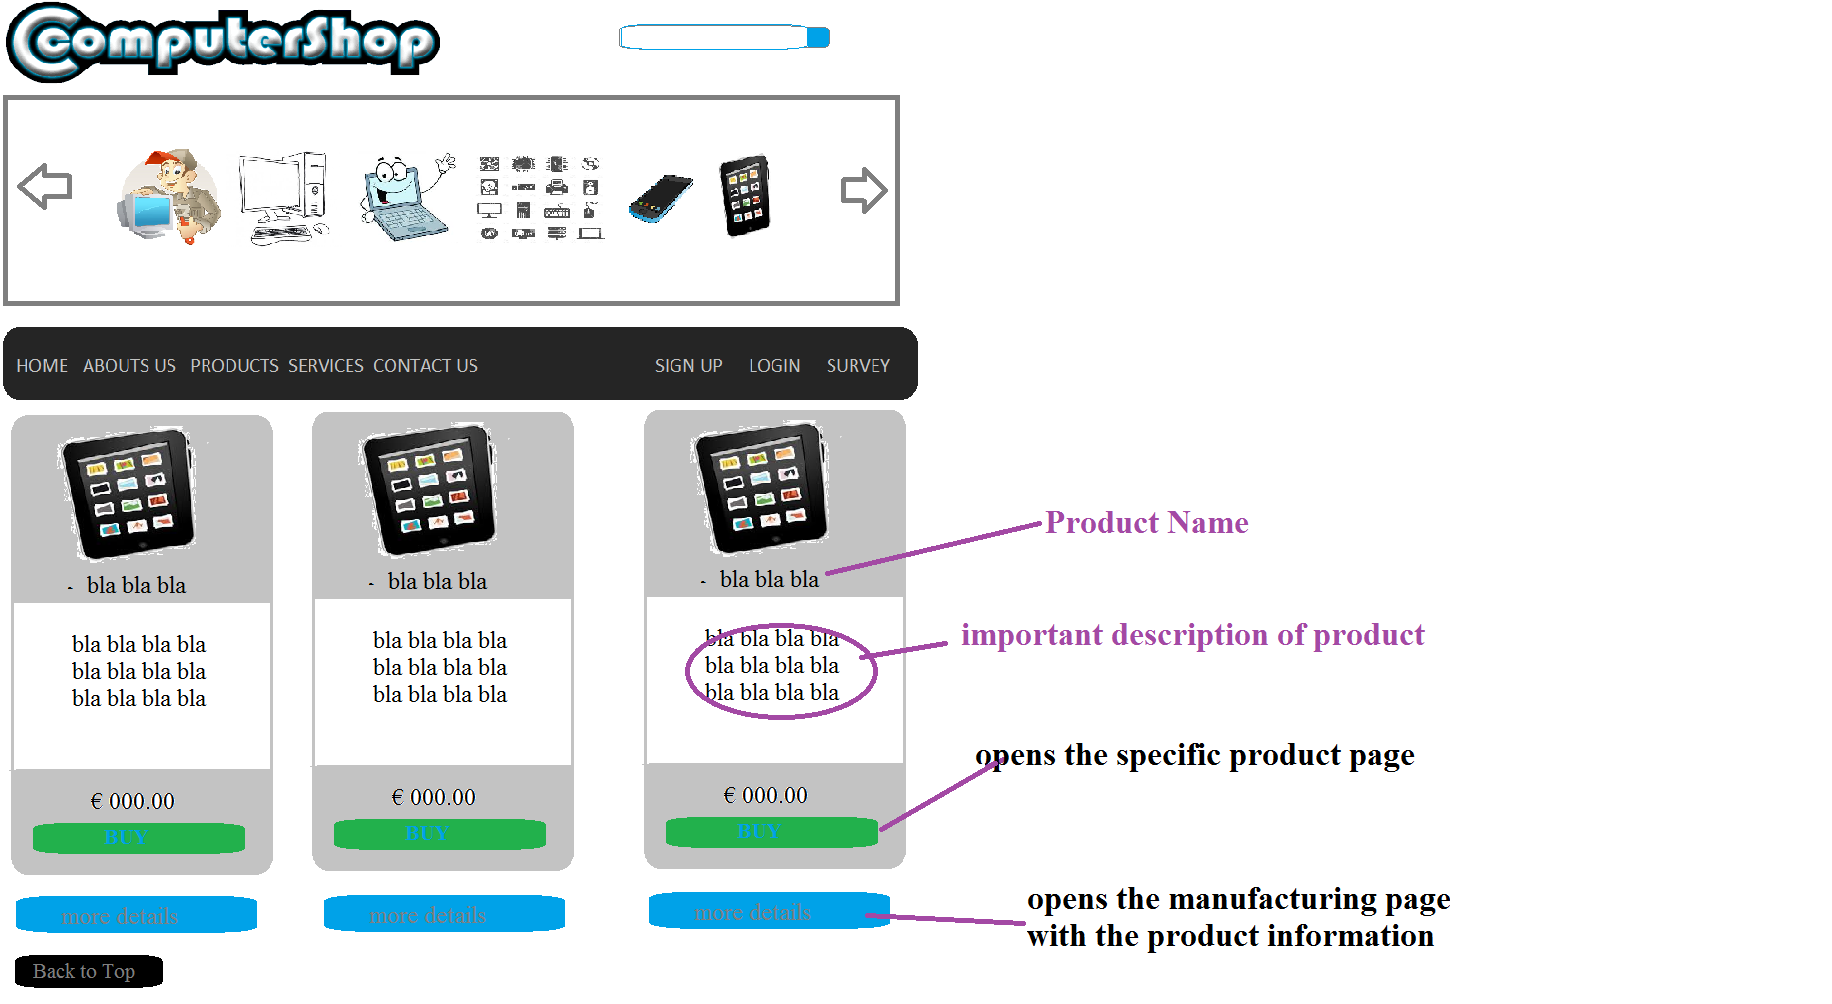 ComputerShop
HOME ABOUTS US PRODUCTS SERVICES CONTACT US SIGN UP LOGIN SURVEY
- bla bla bla
bla bla bla bla
bla bla bla bla
bla bla bla bla
€ 000.00
BUY
more details
- bla bla bla
bla bla bla bla
bla bla bla bla
bla bla bla bla
€ 000.00
BUY
more details
- bla bla bla
bla bla bla bla
bla bla bla bla
bla bla bla bla
€ 000.00
BUY
more details
Product Name
important description of product
opens the specific product page
opens the manufacturing page
with the product information
Back to Top